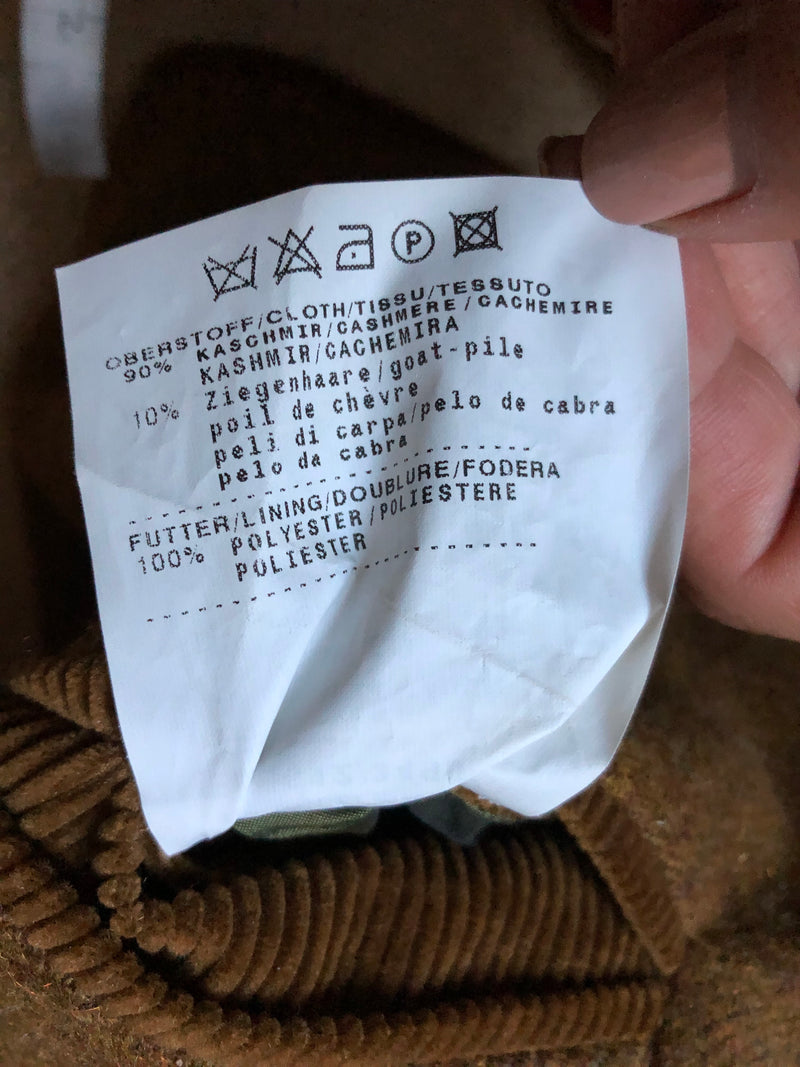 P
OBERSTOFF/CLOTH/TISSU/TESSUTO
90% KASCHMIR/CASHMERE/CACHEMIRE
KASHMIR/CACHEMIRA
10% Ziegenhaare/goat-pile
poil de chèvre
peli di carpa/pelo de cabra
pelo da cabra
FUTTER/LINING/DOUBLURE/FODERA
100% POLYESTER/POLIESTERE
POLIESTER